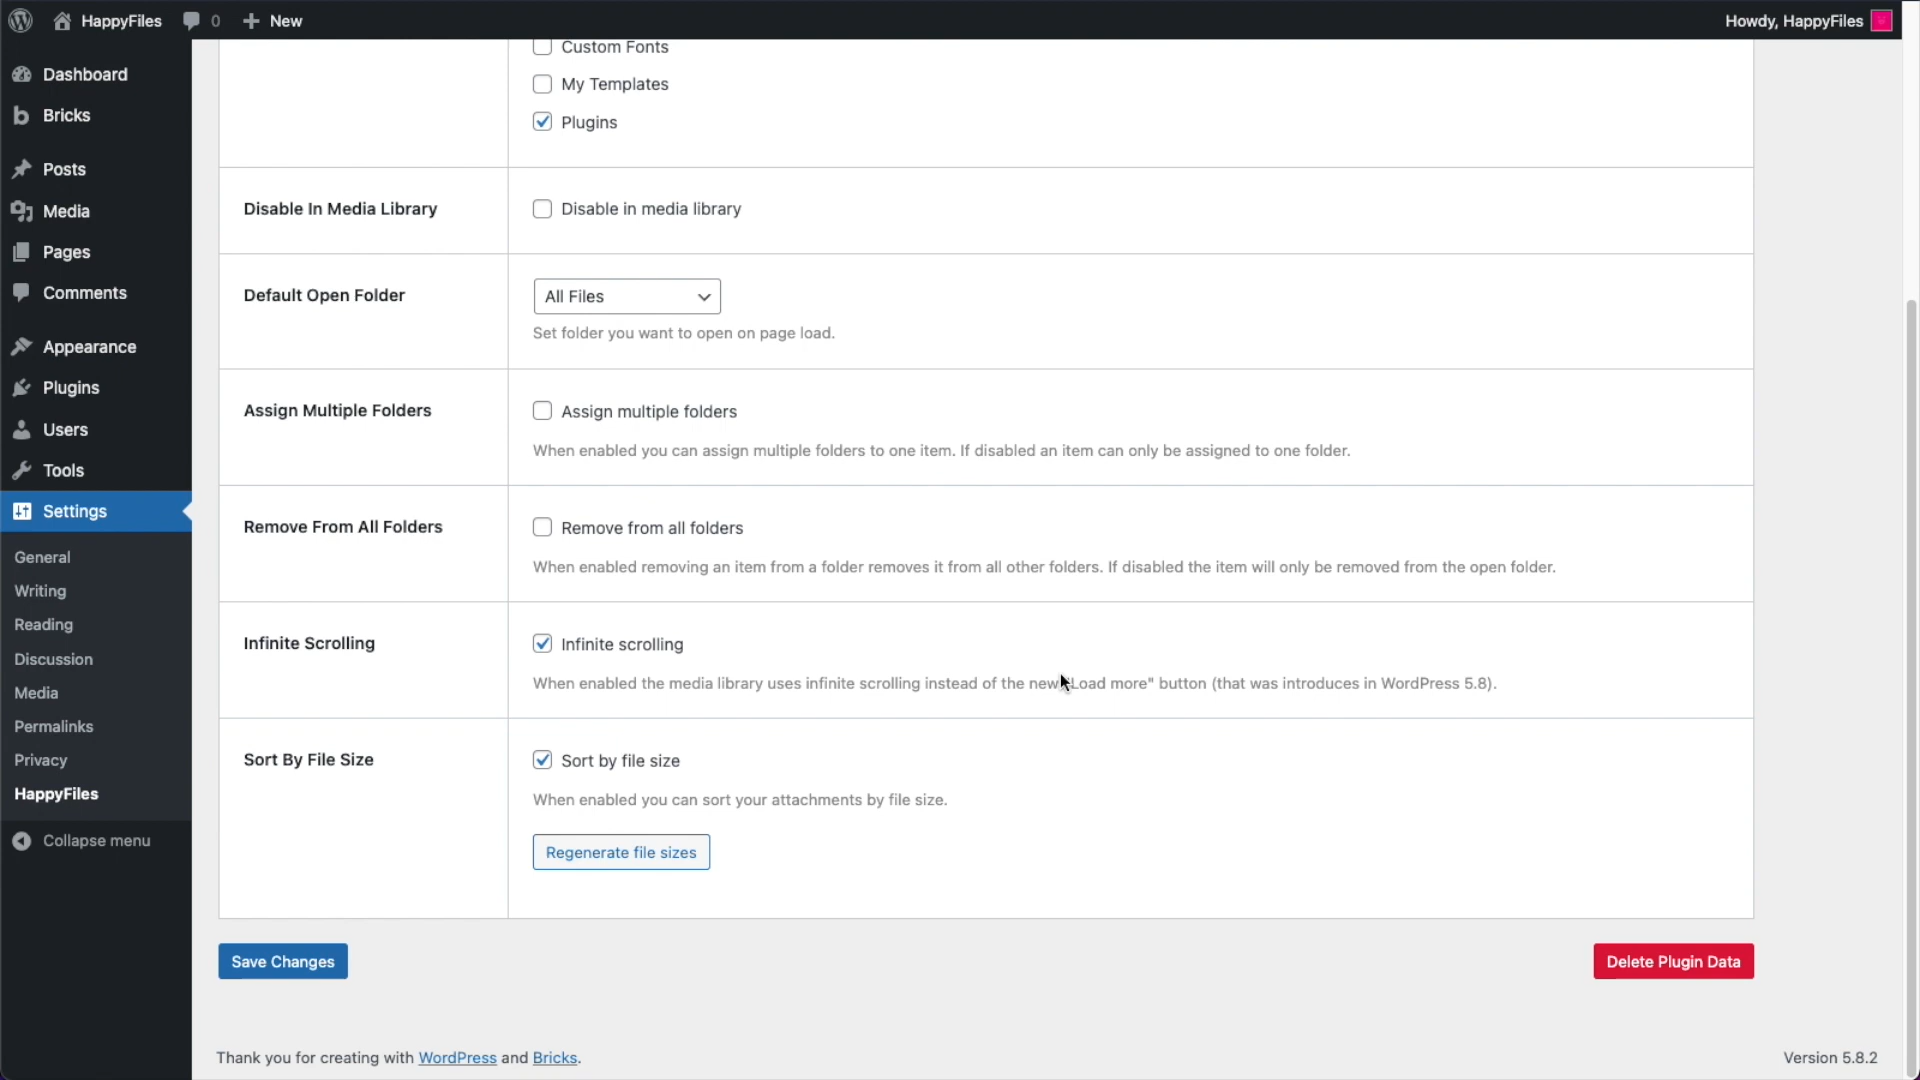 HappyFiles 0 New Howdy, HappyFiles
Dashboard
Bricks
Posts
Media
Pages
Comments
Appearance
Plugins
Users
Tools
Settings
General
Writing
Reading
Discussion
Media
Permalinks
Privacy
HappyFiles
Collapse menu
Custom Fonts
My Templates
Plugins
Disable In Media Library
Disable in media library
Default Open Folder
All Files
Set folder you want to open on page load.
Assign Multiple Folders
Assign multiple folders
When enabled you can assign multiple folders to one item. If disabled an item can only be assigned to one folder.
Remove From All Folders
Remove from all folders
When enabled removing an item from a folder removes it from all other folders. If disabled the item will only be removed from the open folder.
Infinite Scrolling
Infinite scrolling
When enabled the media library uses infinite scrolling instead of the new "Load more" button (that was introduces in WordPress 5.8).
Sort By File Size
Sort by file size
When enabled you can sort your attachments by file size.
Regenerate file sizes
Save Changes
Delete Plugin Data
Thank you for creating with WordPress and Bricks.
Version 5.8.2